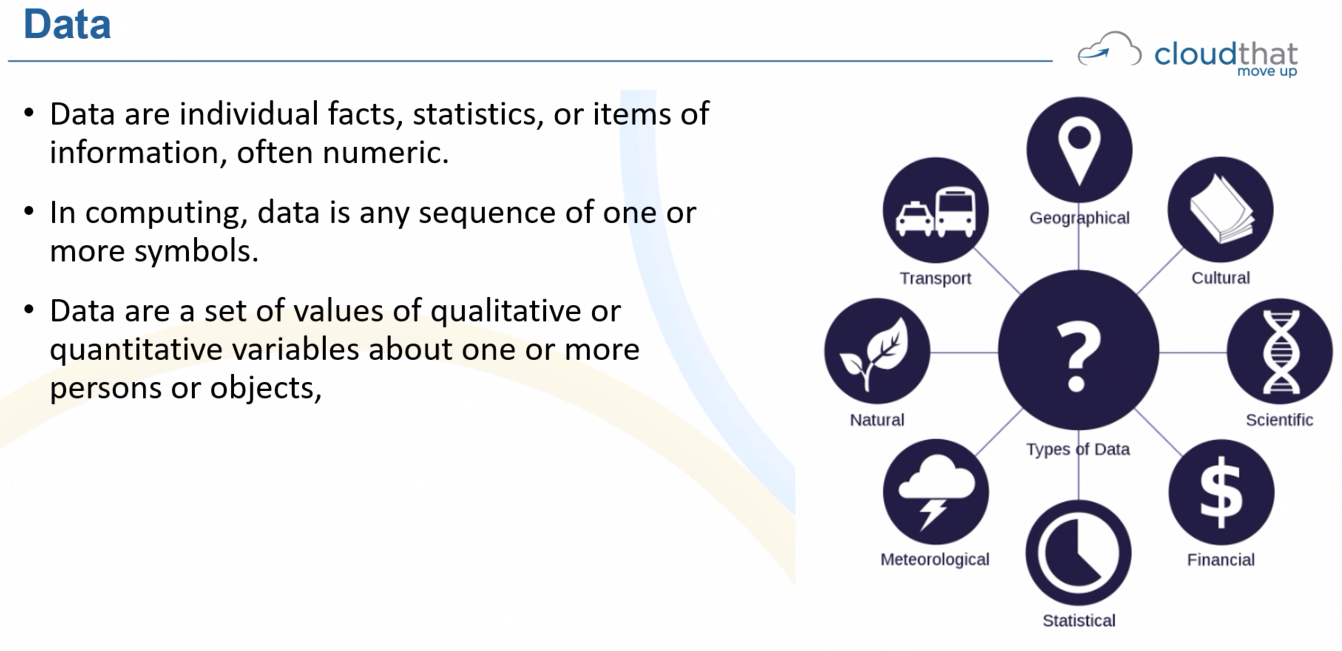 Data
cloudthat
move up
• Data are individual facts, statistics, or items of
information, often numeric.
• In computing, data is any sequence of one or
more symbols.
• Data are a set of values of qualitative or
quantitative variables about one or more
persons or objects,
Geographical
Transport
Cultural
?
Natural
Scientific
Types of Data
$
Meteorological
Financial
Statistical